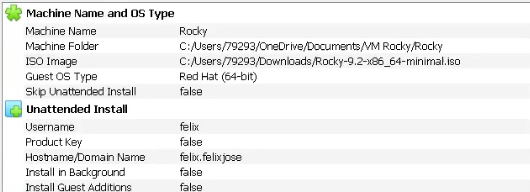 Machine Name and OS Type
Machine Name Rocky
Machine Folder C:/Users/79293/OneDrive/Documents/VM Rocky/Rocky
ISO Image C:/Users/79293/Downloads/Rocky-9.2-x86_64-minimal.iso
Guest OS Type Red Hat (64-bit)
Skip Unattended Install false
Unattended Install
Username felix
Product Key false
Hostname/Domain Name felix.felixjose
Install in Background false
Install Guest Additions false